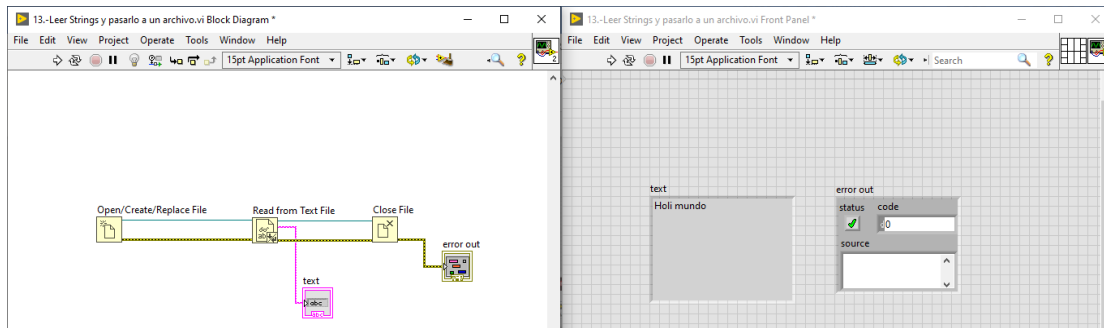 13.-Leer Strings y pasarlo a un archivo.vi Block Diagram *
File Edit View Project Operate Tools Window Help
15pt Application Font
2
Open/Create/Replace File
Read from Text File
Close File
error out
text
abc
abc
13.-Leer Strings y pasarlo a un archivo.vi Front Panel *
File Edit View Project Operate Tools Window Help
15pt Application Font
Search
text
Holi mundo
error out
status code
0
source